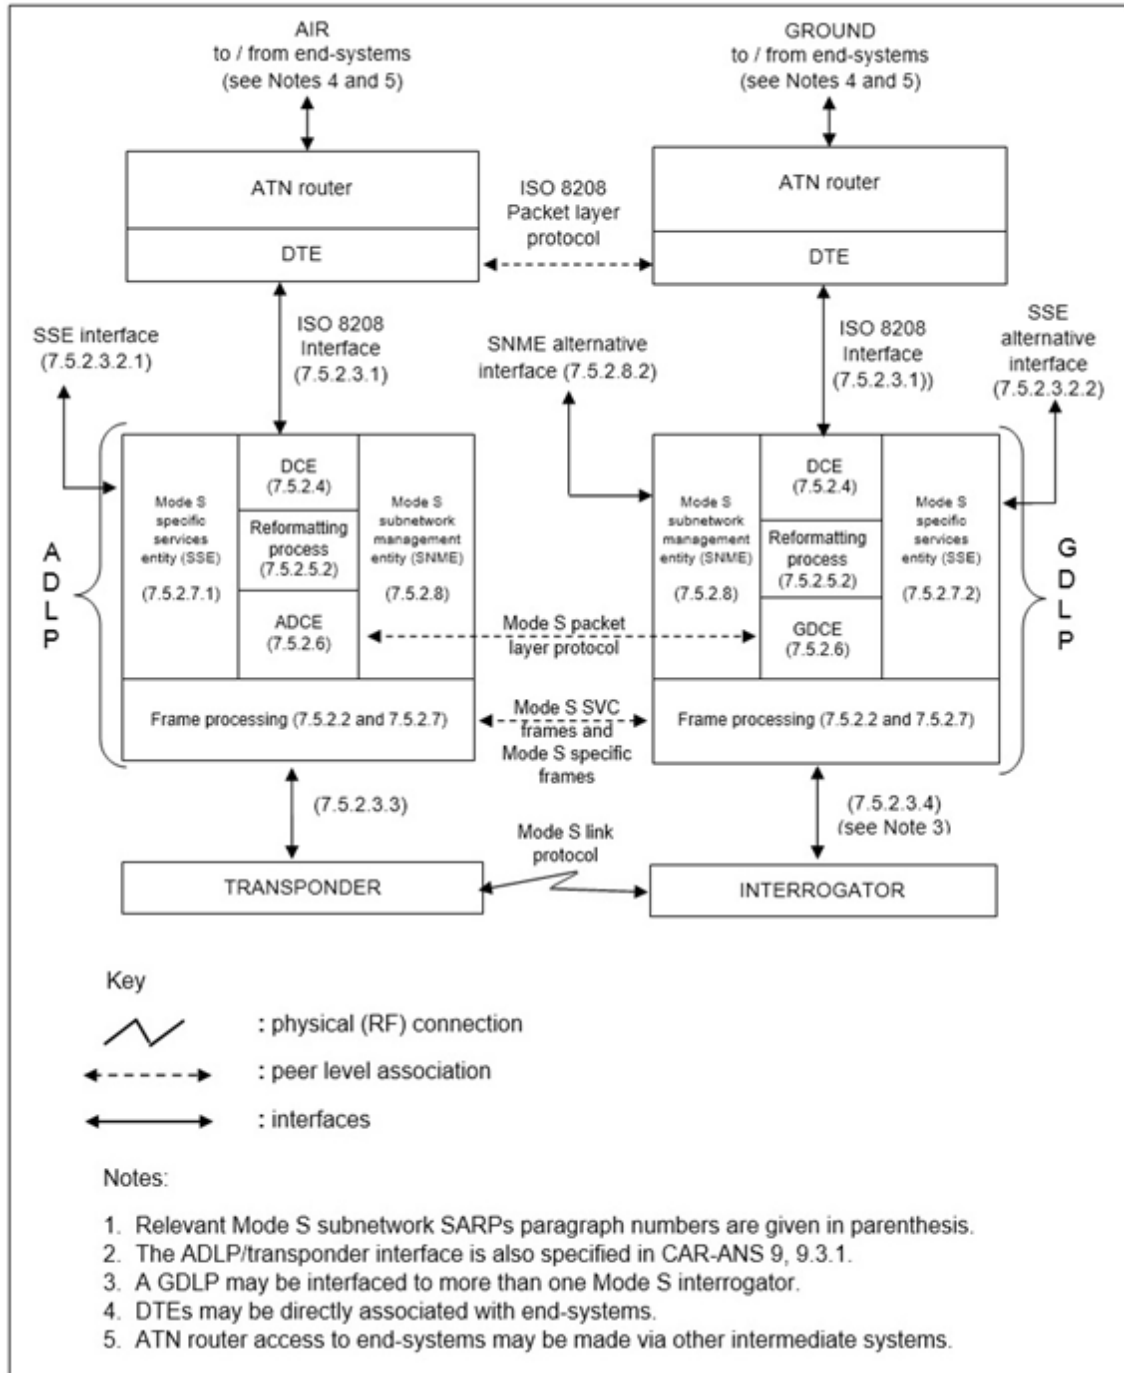 AIR
to / from end-systems
(see Notes 4 and 5)
GROUND
to / from end-systems
(see Notes 4 and 5)
ATN router
DTE
ISO 8208
Packet layer
protocol
ATN router
DTE
SSE interface
(7.5.2.3.2.1)
ISO 8208
Interface
(7.5.2.3.1)
SNME alternative
interface (7.5.2.8.2)
ISO 8208
Interface
(7.5.2.3.1))
SSE
alternative
interface
(7.5.2.3.2.2)
A
D
L
P
Mode S
specific
services
entity (SSE)
(7.5.2.7.1)
DCE
(7.5.2.4)
Reformatting
process
(7.5.2.5.2)
ADCE
(7.5.2.6)
Mode S
subnetwork
management
entity (SNME)
(7.5.2.8)
Frame processing (7.5.2.2 and 7.5.2.7)
Mode S packet
layer protocol
Mode S SVC
frames and
Mode S specific
frames
Mode S
subnetwork
management
entity (SNME)
(7.5.2.8)
DCE
(7.5.2.4)
Reformatting
process
(7.5.2.5.2)
GDCE
(7.5.2.6)
Mode S
specific
services
entity (SSE)
(7.5.2.7.2)
Frame processing (7.5.2.2 and 7.5.2.7)
G
D
L
P
(7.5.2.3.3)
Mode S link
protocol
(7.5.2.3.4)
(see Note 3)
TRANSPONDER
INTERROGATOR
Key
: physical (RF) connection
: peer level association
: interfaces
Notes:
1. Relevant Mode S subnetwork SARPs paragraph numbers are given in parenthesis.
2. The ADLP/transponder interface is also specified in CAR-ANS 9, 9.3.1.
3. A GDLP may be interfaced to more than one Mode S interrogator.
4. DTEs may be directly associated with end-systems.
5. ATN router access to end-systems may be made via other intermediate systems.